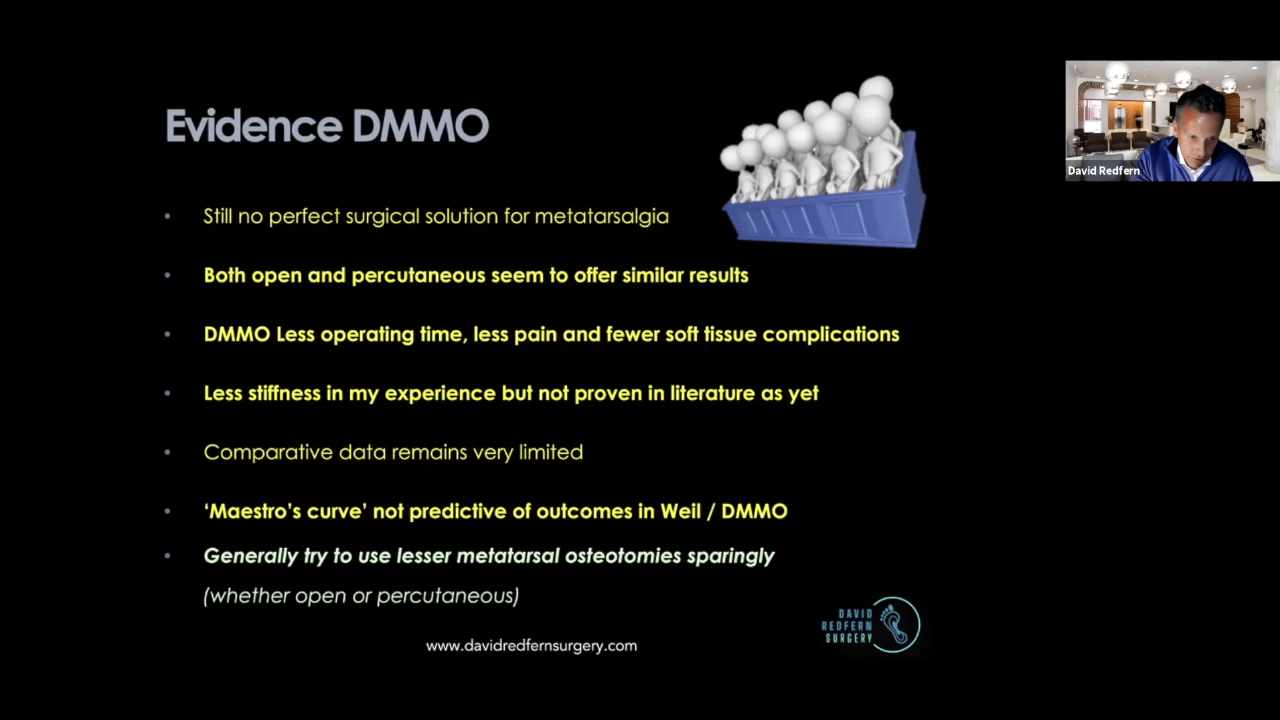 Evidence DMMO
David Redfern
• Still no perfect surgical solution for metatarsalgia
• Both open and percutaneous seem to offer similar results
• DMMO Less operating time, less pain and fewer soft tissue complications
• Less stiffness in my experience but not proven in literature as yet
• Comparative data remains very limited
• ‘Maestro’s curve’ not predictive of outcomes in Weil / DMMO
• Generally try to use lesser metatarsal osteotomies sparingly
(whether open or percutaneous)
DAVID
REDFERN
SURGERY
www.davidredfernsurgery.com